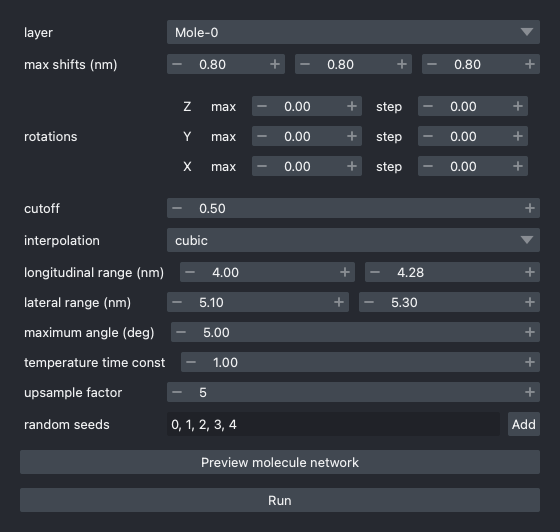 layer Mole-0
max shifts (nm) − 0.80 + − 0.80 + − 0.80 +
Z max − 0.00 + step − 0.00 +
rotations Y max − 0.00 + step − 0.00 +
X max − 0.00 + step − 0.00 +
cutoff − 0.50 +
interpolation cubic
longitudinal range (nm) − 4.00 + − 4.28 +
lateral range (nm) − 5.10 + − 5.30 +
maximum angle (deg) − 5.00 +
temperature time const − 1.00 +
upsample factor − 5 +
random seeds 0, 1, 2, 3, 4 Add
Preview molecule network
Run